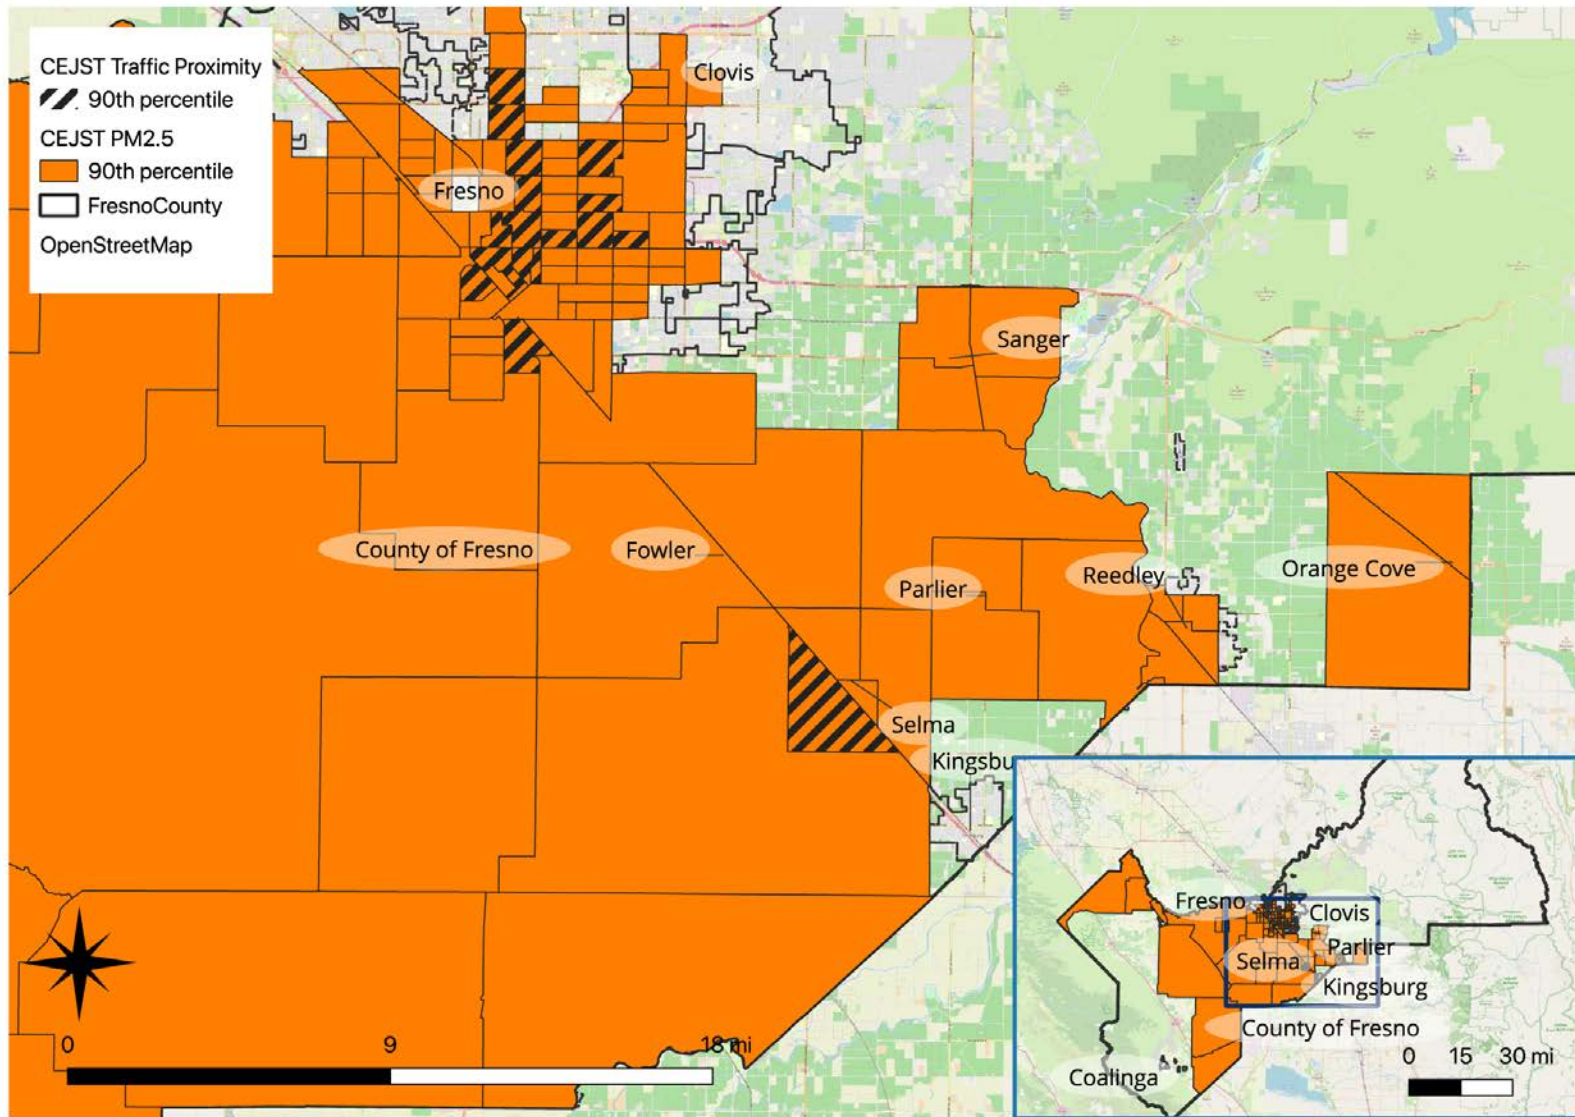 CEJST Traffic Proximity
90th percentile
CEJST PM2.5
90th percentile
FresnoCounty
OpenStreetMap
Clovis
Fresno
Sanger
County of Fresno
Fowler
Parlier
Reedley
Orange Cove
Selma
Kingsbu
0 9 18 mi
Fresno
Clovis
Parlier
Selma
Kingsburg
County of Fresno
Coalinga
0 15 30 mi